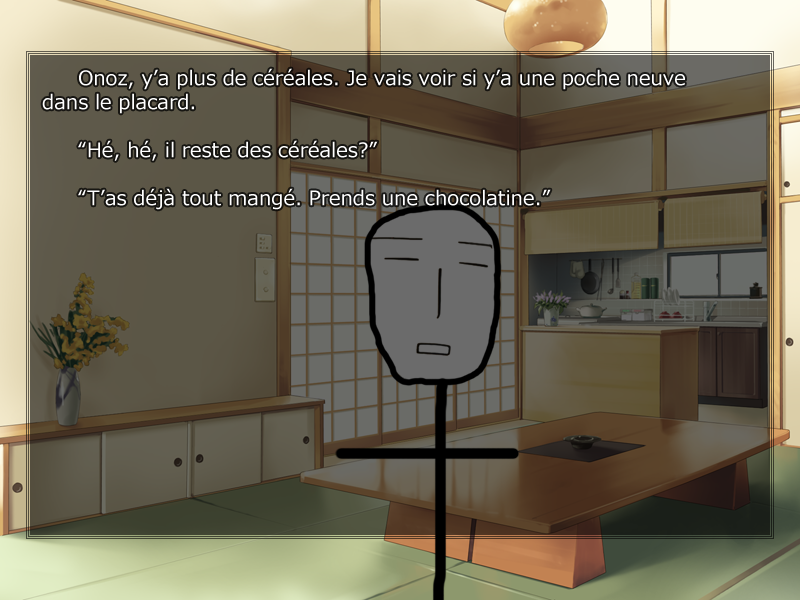 Onoz, y’a plus de céréales. Je vais voir si y’a une poche neuve
dans le placard.
“Hé, hé, il reste des céréales?”
“T’as déjà tout mangé. Prends une chocolatine.”